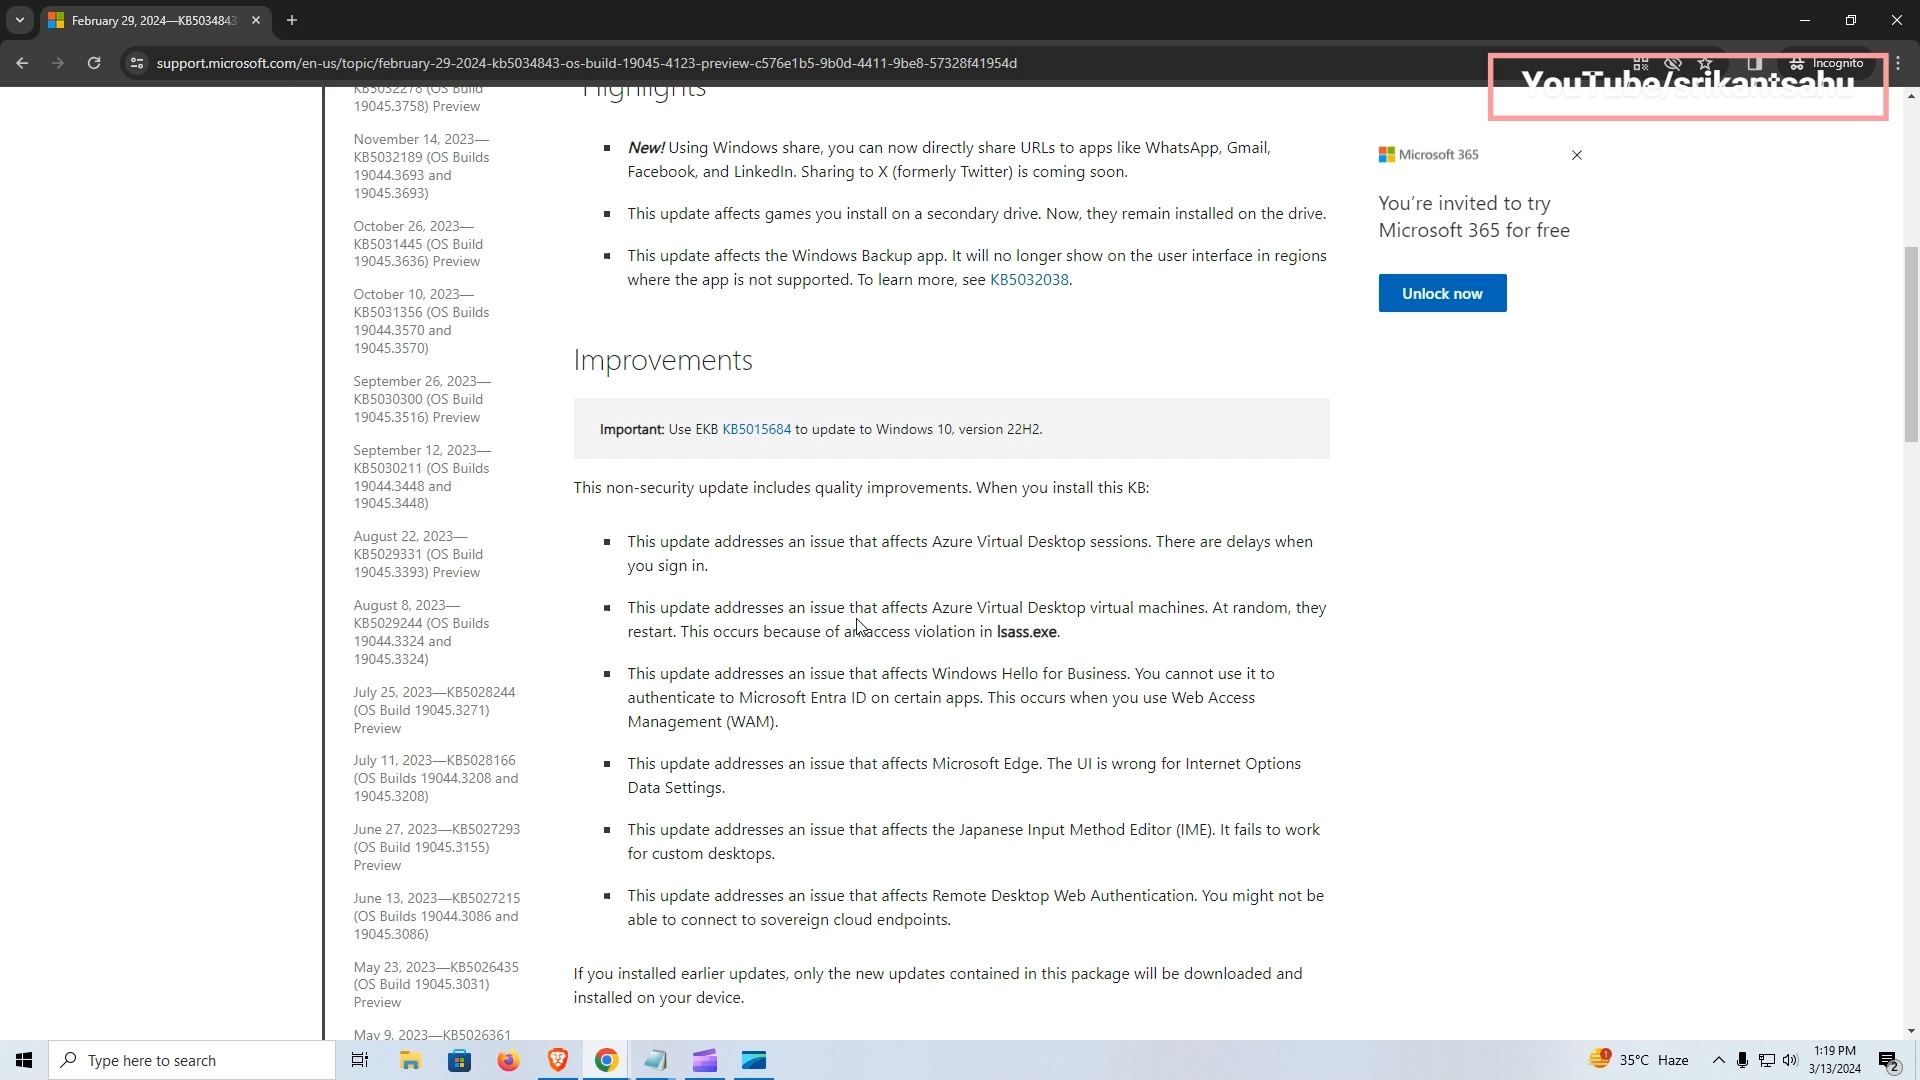 February 29, 2024—KB5034843
support.microsoft.com/en-us/topic/february-29-2024-kb5034843-os-build-19045-4123-preview-c576e1b5-9b0d-4411-9be8-57328f41954d
Incognito
YouTube/srikantsahu
KB5032278 (OS Build
19045.3758) Preview
November 14, 2023—
KB5032189 (OS Builds
19044.3693 and
19045.3693)
October 26, 2023—
KB5031445 (OS Build
19045.3636) Preview
October 10, 2023—
KB5031356 (OS Builds
19044.3570 and
19045.3570)
September 26, 2023—
KB5030300 (OS Build
19045.3516) Preview
September 12, 2023—
KB5030211 (OS Builds
19044.3448 and
19045.3448)
August 22, 2023—
KB5029331 (OS Build
19045.3393) Preview
August 8, 2023—
KB5029244 (OS Builds
19044.3324 and
19045.3324)
July 25, 2023—KB5028244
(OS Build 19045.3271)
Preview
July 11, 2023—KB5028166
(OS Builds 19044.3208 and
19045.3208)
June 27, 2023—KB5027293
(OS Build 19045.3155)
Preview
June 13, 2023—KB5027215
(OS Builds 19044.3086 and
19045.3086)
May 23, 2023—KB5026435
(OS Build 19045.3031)
Preview
May 9, 2023—KB5026361
Highlights
New! Using Windows share, you can now directly share URLs to apps like WhatsApp, Gmail,
Facebook, and LinkedIn. Sharing to X (formerly Twitter) is coming soon.
This update affects games you install on a secondary drive. Now, they remain installed on the drive.
This update affects the Windows Backup app. It will no longer show on the user interface in regions
where the app is not supported. To learn more, see KB5032038.
Improvements
Important: Use EKB KB5015684 to update to Windows 10, version 22H2.
This non-security update includes quality improvements. When you install this KB:
This update addresses an issue that affects Azure Virtual Desktop sessions. There are delays when
you sign in.
This update addresses an issue that affects Azure Virtual Desktop virtual machines. At random, they
restart. This occurs because of an access violation in lsass.exe.
This update addresses an issue that affects Windows Hello for Business. You cannot use it to
authenticate to Microsoft Entra ID on certain apps. This occurs when you use Web Access
Management (WAM).
This update addresses an issue that affects Microsoft Edge. The UI is wrong for Internet Options
Data Settings.
This update addresses an issue that affects the Japanese Input Method Editor (IME). It fails to work
for custom desktops.
This update addresses an issue that affects Remote Desktop Web Authentication. You might not be
able to connect to sovereign cloud endpoints.
If you installed earlier updates, only the new updates contained in this package will be downloaded and
installed on your device.
Microsoft 365
You're invited to try
Microsoft 365 for free
Unlock now
Type here to search
1
35°C Haze
1:19 PM
3/13/2024
2